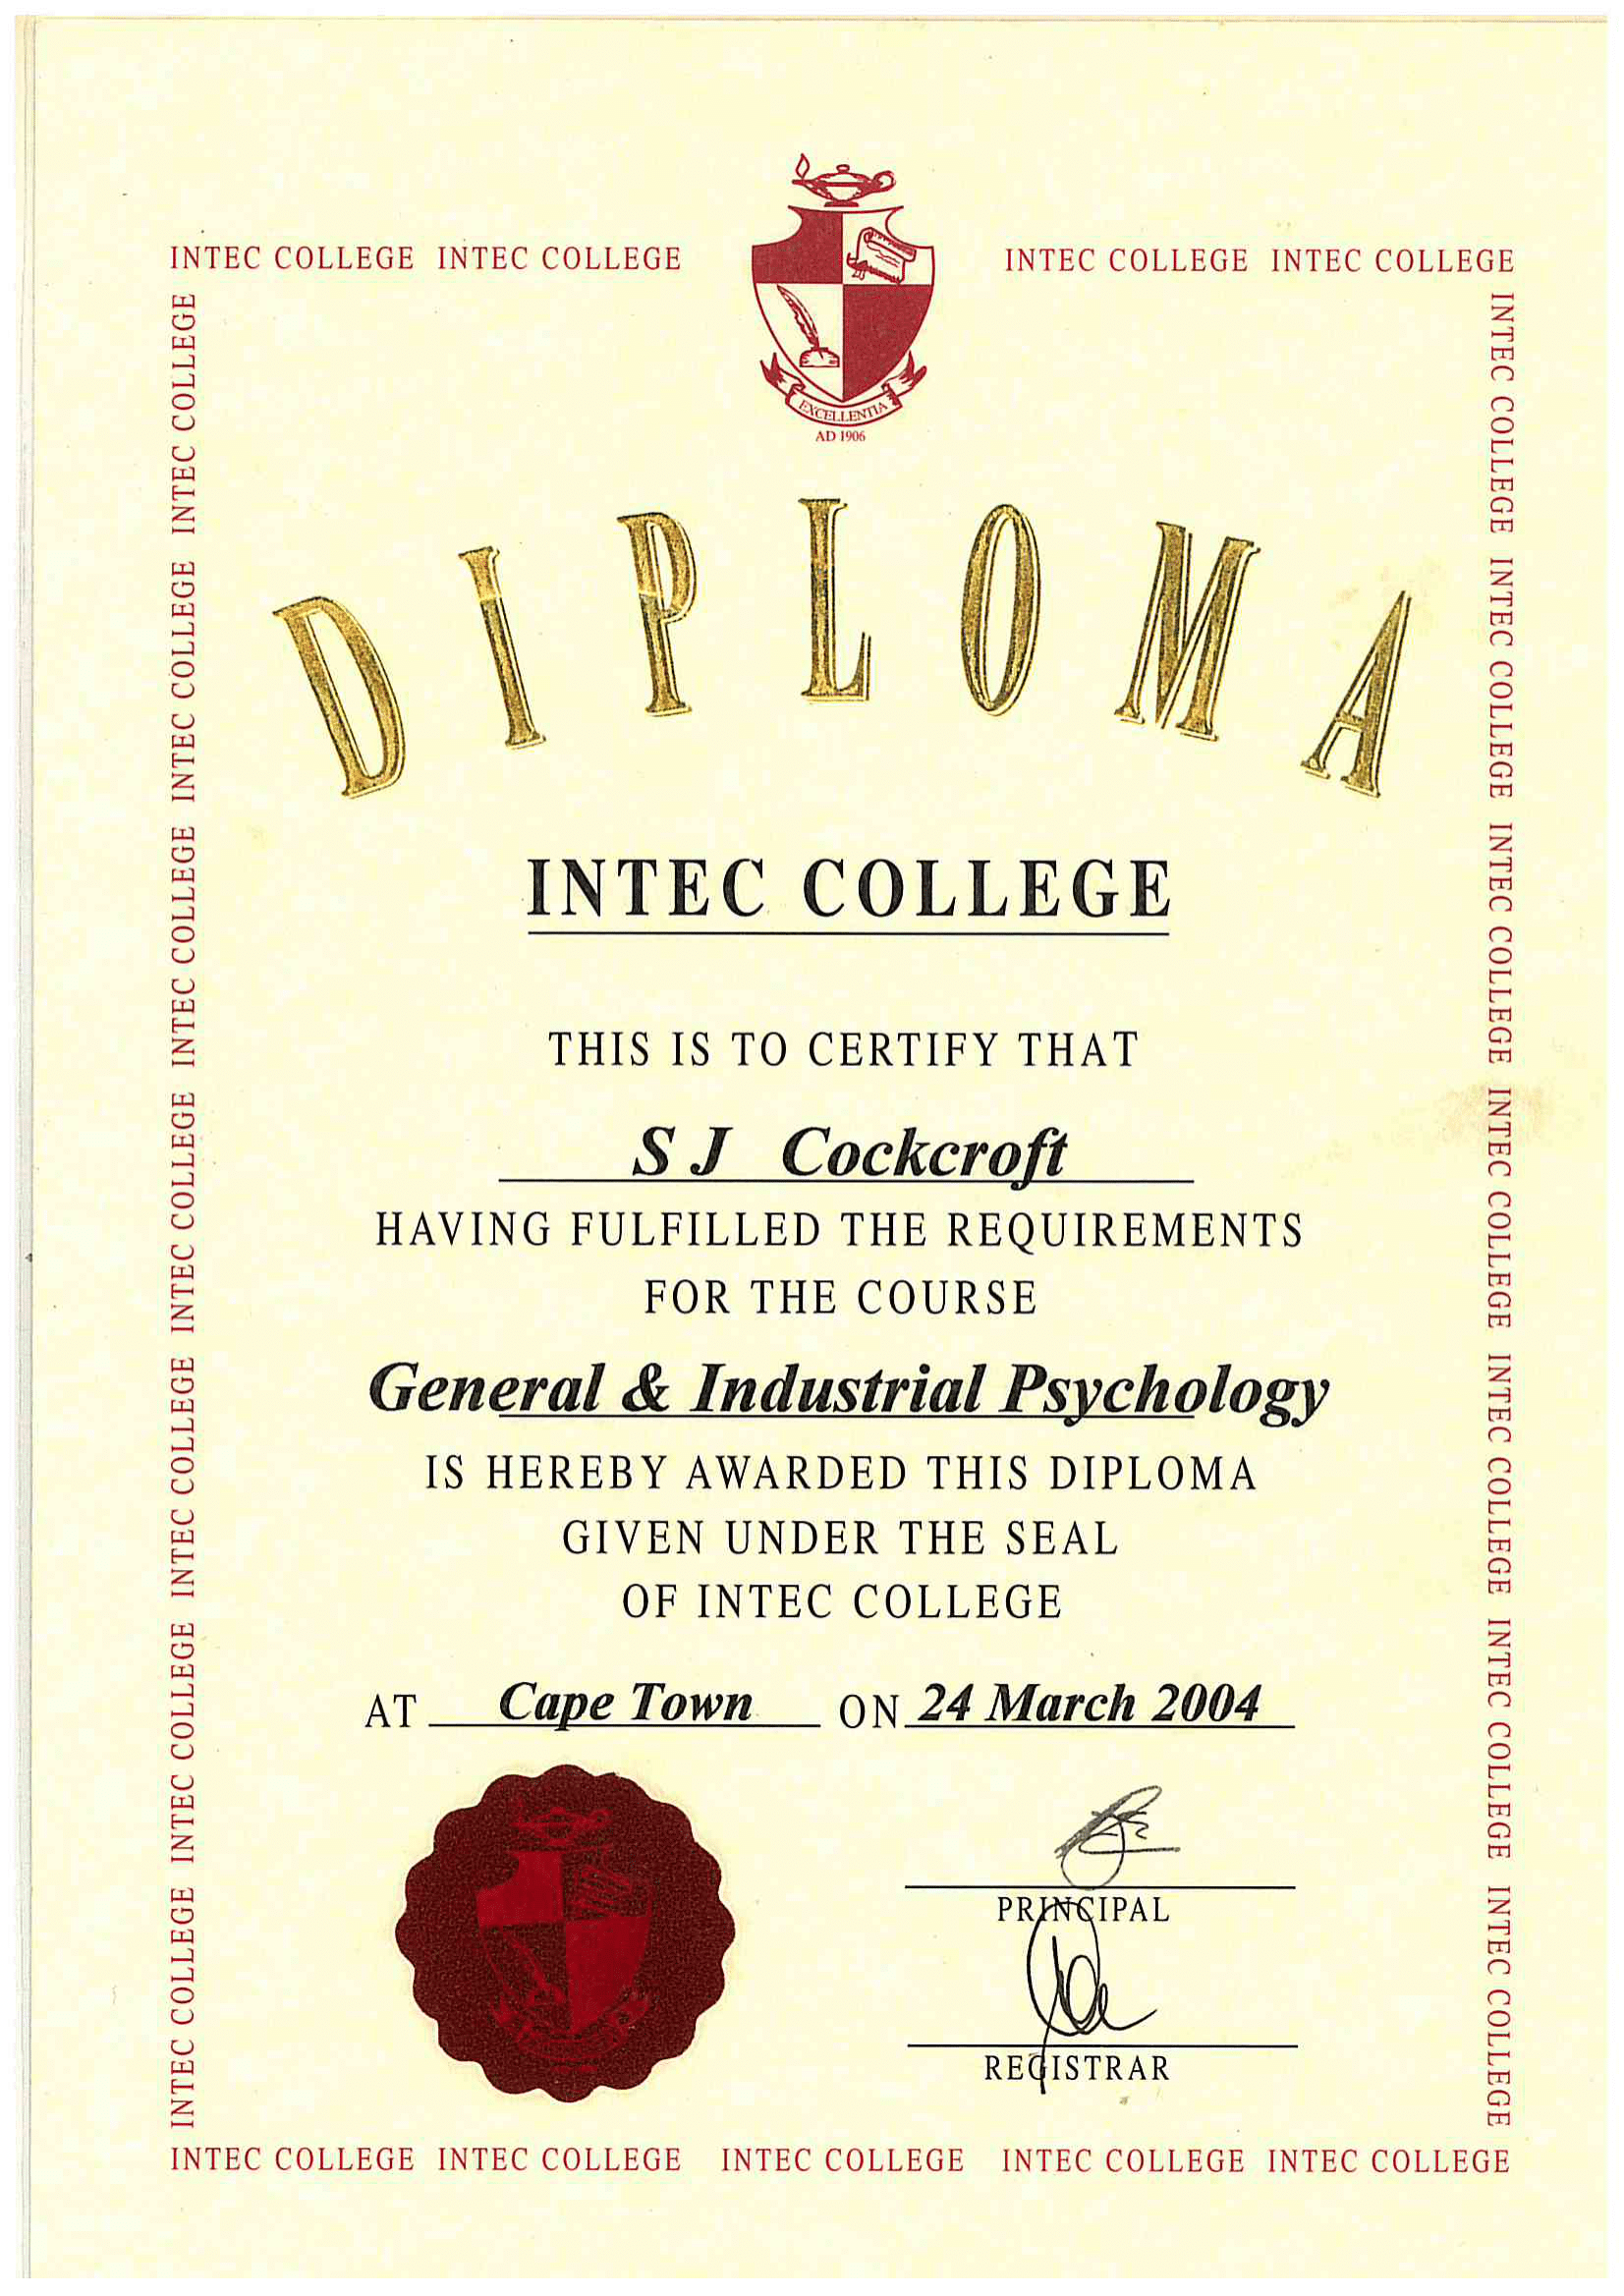 INTEC COLLEGE INTEC COLLEGE
INTEC COLLEGE INTEC COLLEGE
EXCELLENTIA
AD 1906
DIPLOMA
INTEC COLLEGE
THIS IS TO CERTIFY THAT
S J Cockcroft
HAVING FULFILLED THE REQUIREMENTS
FOR THE COURSE
General & Industrial Psychology
IS HEREBY AWARDED THIS DIPLOMA
GIVEN UNDER THE SEAL
OF INTEC COLLEGE
AT Cape Town ON 24 March 2004
PRINCIPAL
REGISTRAR
INTEC COLLEGE INTEC COLLEGE INTEC COLLEGE INTEC COLLEGE INTEC COLLEGE INTEC COLLEGE INTEC COLLEGE
INTEC COLLEGE INTEC COLLEGE INTEC COLLEGE INTEC COLLEGE INTEC COLLEGE INTEC COLLEGE INTEC COLLEGE
INTEC COLLEGE INTEC COLLEGE INTEC COLLEGE INTEC COLLEGE INTEC COLLEGE